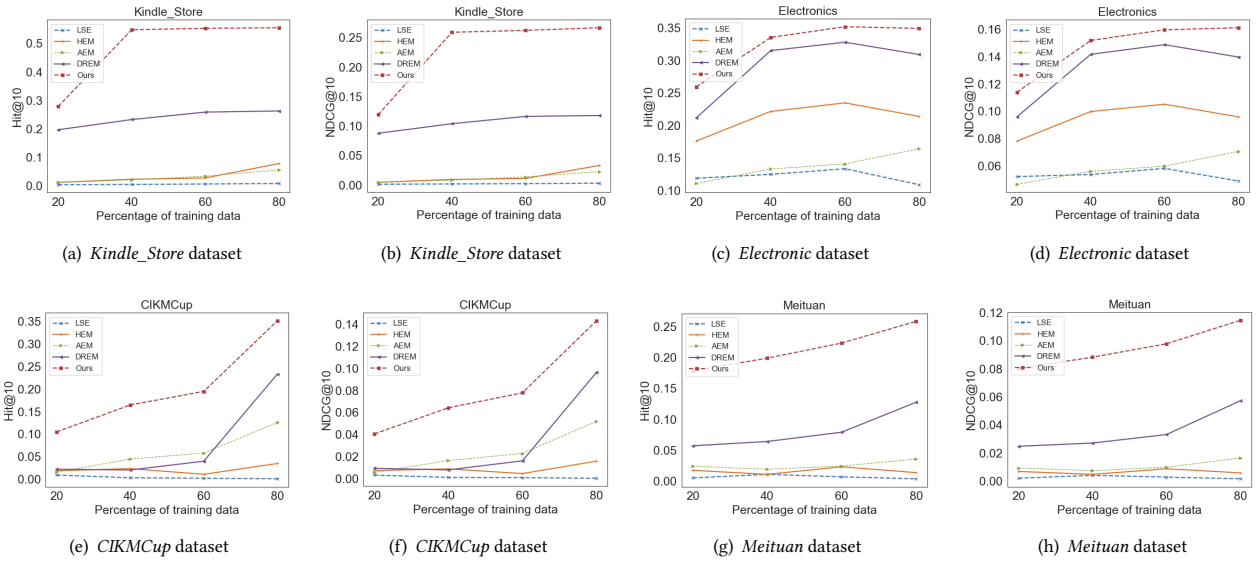 Kindle_Store
LSE
HEM
AEM
DREM
Ours
Hit@10
0.5
0.4
0.3
0.2
0.1
0.0
20 40 60 80
Percentage of training data
(a) Kindle_Store dataset
Kindle_Store
LSE
HEM
AEM
DREM
Ours
NDCG@10
0.25
0.20
0.15
0.10
0.05
0.00
20 40 60 80
Percentage of training data
(b) Kindle_Store dataset
Electronics
LSE
HEM
AEM
DREM
Ours
Hit@10
0.35
0.30
0.25
0.20
0.15
0.10
20 40 60 80
Percentage of training data
(c) Electronic dataset
Electronics
LSE
HEM
AEM
DREM
Ours
NDCG@10
0.16
0.14
0.12
0.10
0.08
0.06
20 40 60 80
Percentage of training data
(d) Electronic dataset
CIKMCup
LSE
HEM
AEM
DREM
Ours
Hit@10
0.35
0.30
0.25
0.20
0.15
0.10
0.05
0.00
20 40 60 80
Percentage of training data
(e) CIKMCup dataset
CIKMCup
LSE
HEM
AEM
DREM
Ours
NDCG@10
0.14
0.12
0.10
0.08
0.06
0.04
0.02
0.00
20 40 60 80
Percentage of training data
(f) CIKMCup dataset
Meituan
LSE
HEM
AEM
DREM
Ours
Hit@10
0.25
0.20
0.15
0.10
0.05
0.00
20 40 60 80
Percentage of training data
(g) Meituan dataset
Meituan
LSE
HEM
AEM
DREM
Ours
NDCG@10
0.12
0.10
0.08
0.06
0.04
0.02
0.00
20 40 60 80
Percentage of training data
(h) Meituan dataset